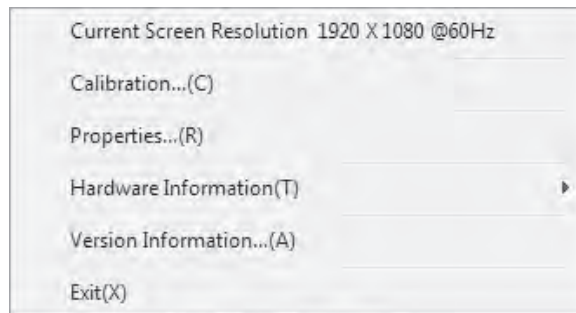 Current Screen Resolution 1920 X 1080 @60Hz
Calibration...(C)
Properties...(R)
Hardware Information(T)
Version Information...(A)
Exit(X)